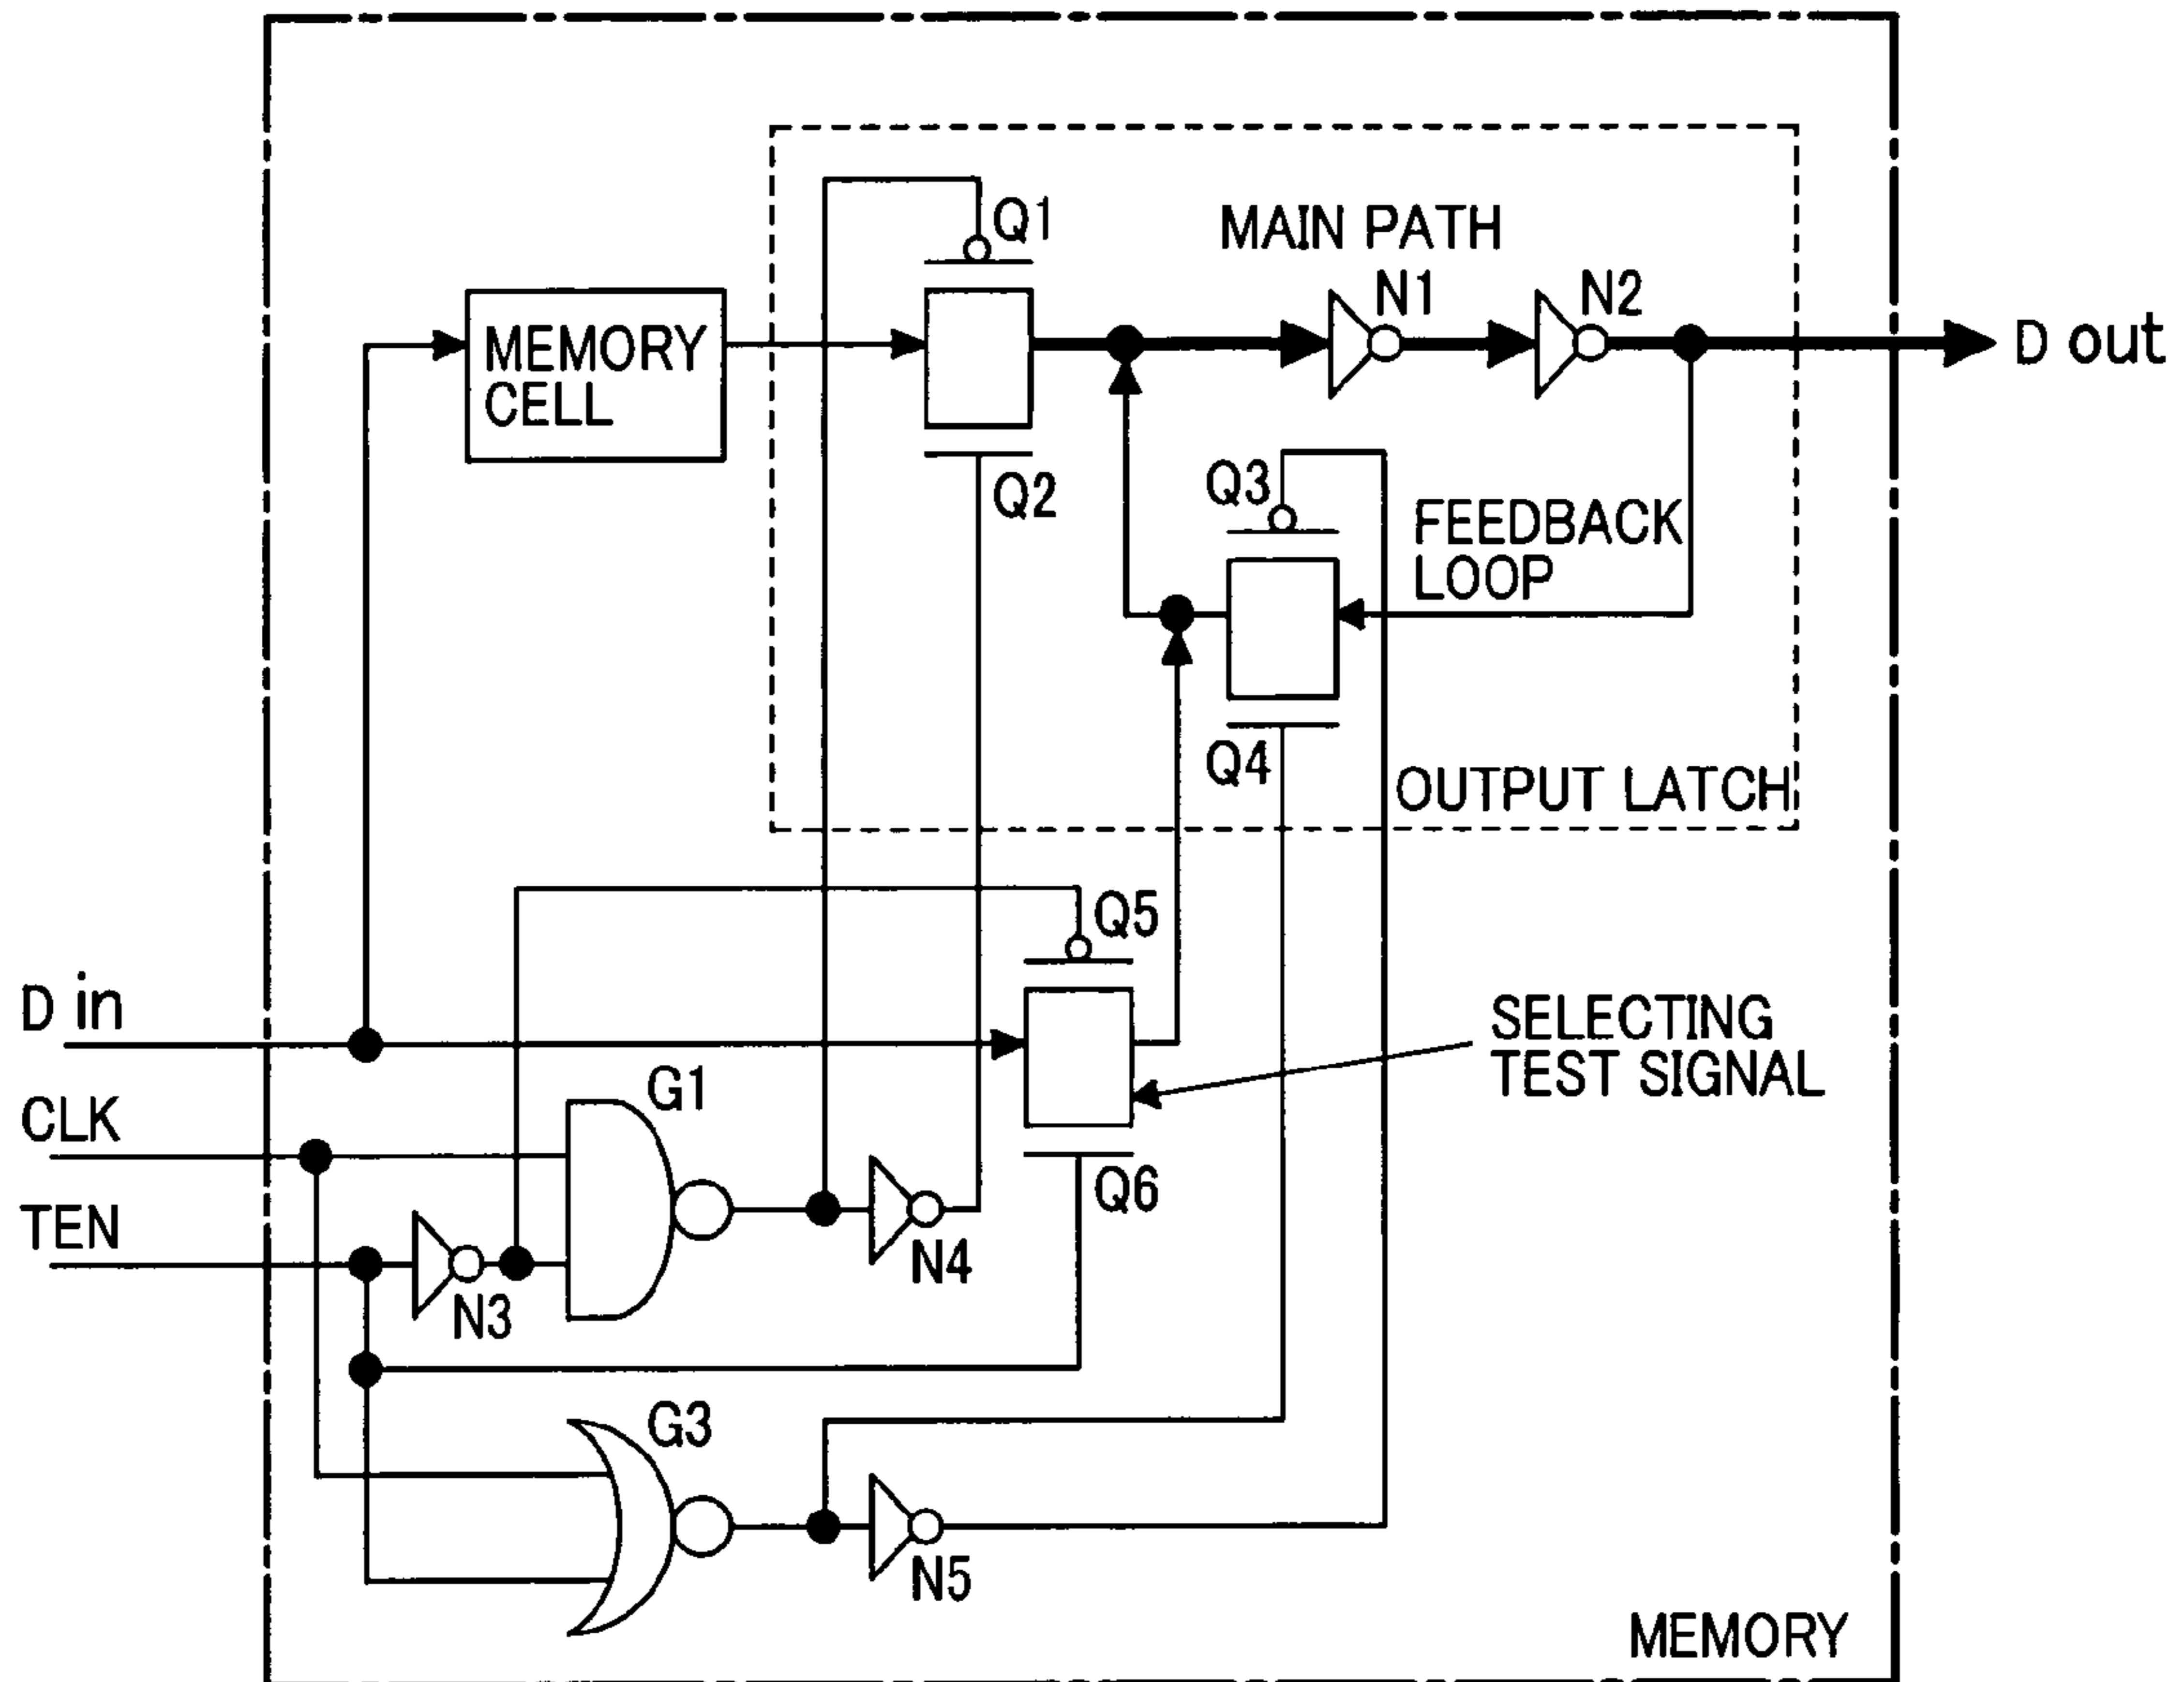 Q1
MAIN PATH
N1
N2
MEMORY
CELL
D out
Q2
Q3
FEEDBACK
LOOP
Q4
OUTPUT LATCH
Q5
D in
SELECTING
TEST SIGNAL
G1
CLK
Q6
TEN
N4
N3
G3
N5
MEMORY